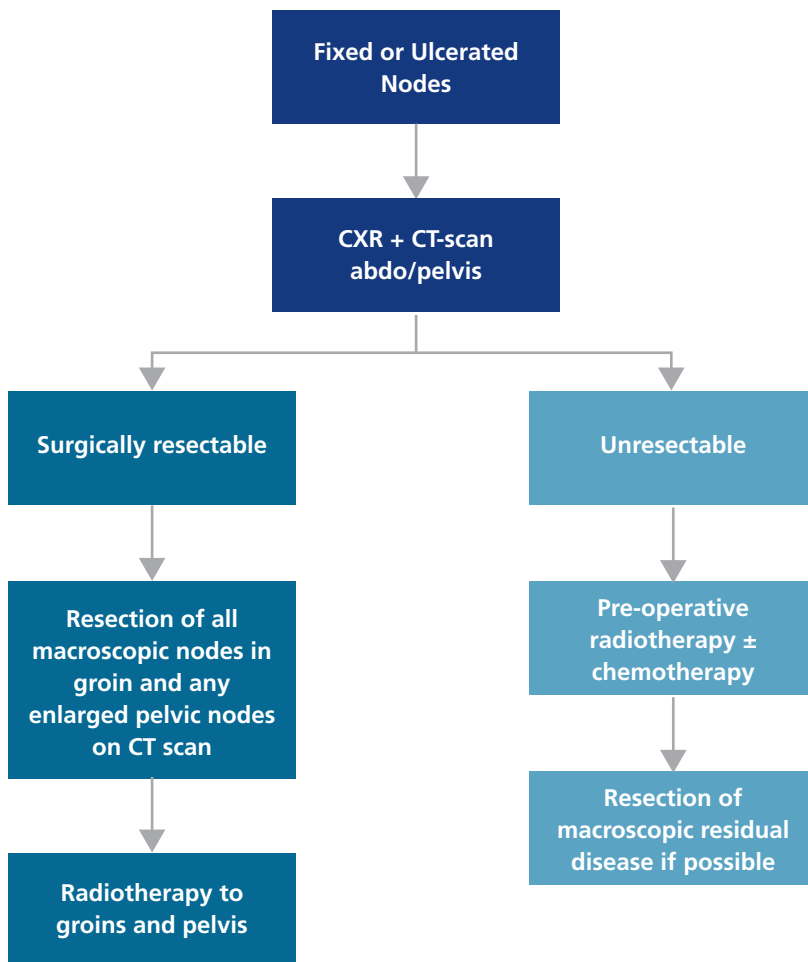 Fixed or Ulcerated
Nodes
CXR + CT-scan
abdo/pelvis
Surgically resectable
Unresectable
Resection of all
macroscopic nodes in
groin and any
enlarged pelvic nodes
on CT scan
Pre-operative
radiotherapy ±
chemotherapy
Radiotherapy to
groins and pelvis
Resection of
macroscopic residual
disease if possible